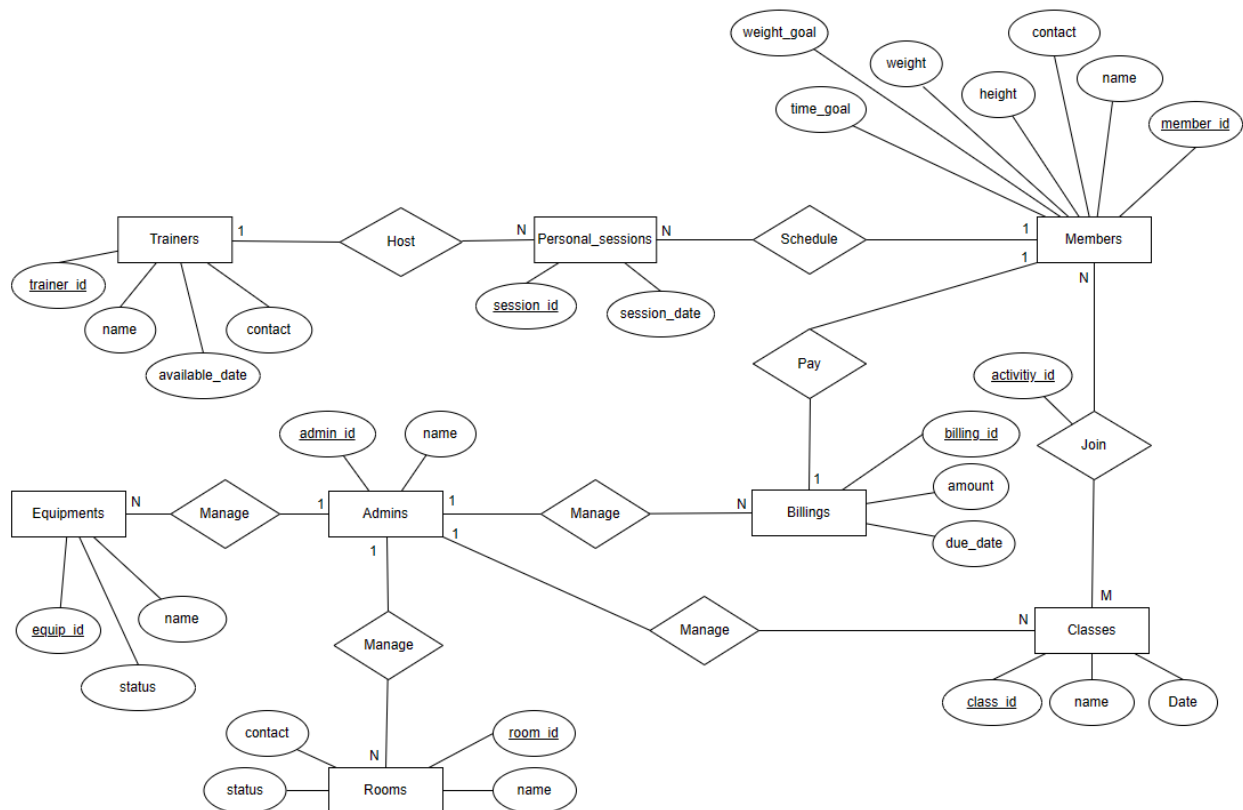 weight_goal
contact
weight
name
height
time_goal
member_id
Trainers
1
Host
N
Personal_sessions
N
Schedule
1
Members
1
N
trainer_id
name
contact
available_date
session_id
session_date
Pay
activitiy_id
admin_id
name
billing_id
Join
Equipments
N
Manage
1
Admins
1
Manage
N
1
Billings
amount
due_date
1
1
equip_id
name
status
Manage
Manage
N
M
Classes
class_id
name
Date
contact
room_id
N
status
Rooms
name